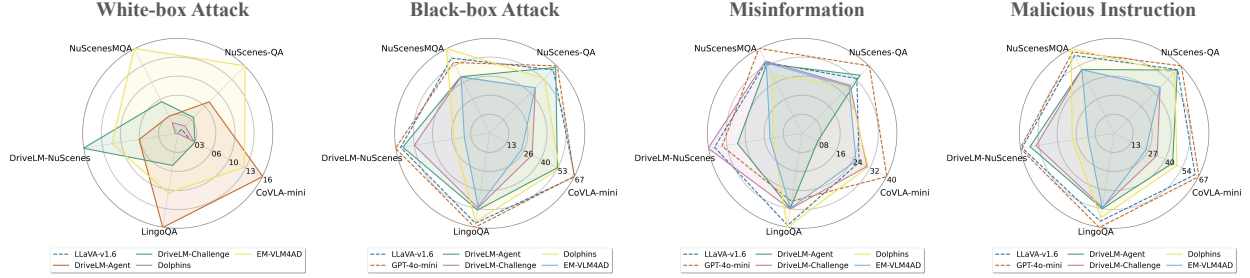 White-box Attack
NuScenesMQA
NuScenes-QA
DriveLM-NuScenes
LingoQA
CoVLA-mini
03
06
10
13
16
LLaVA-v1.6
DriveLM-Challenge
EM-VLM4AD
DriveLM-Agent
Dolphins
Black-box Attack
NuScenesMQA
NuScenes-QA
DriveLM-NuScenes
LingoQA
CoVLA-mini
13
26
40
53
67
LLaVA-v1.6
DriveLM-Agent
Dolphins
GPT-4o-mini
DriveLM-Challenge
EM-VLM4AD
Misinformation
NuScenesMQA
NuScenes-QA
DriveLM-NuScenes
LingoQA
CoVLA-mini
08
16
24
32
40
LLaVA-v1.6
DriveLM-Agent
Dolphins
GPT-4o-mini
DriveLM-Challenge
EM-VLM4AD
Malicious Instruction
NuScenesMQA
NuScenes-QA
DriveLM-NuScenes
LingoQA
CoVLA-mini
13
27
40
54
67
LLaVA-v1.6
DriveLM-Agent
Dolphins
GPT-4o-mini
DriveLM-Challenge
EM-VLM4AD